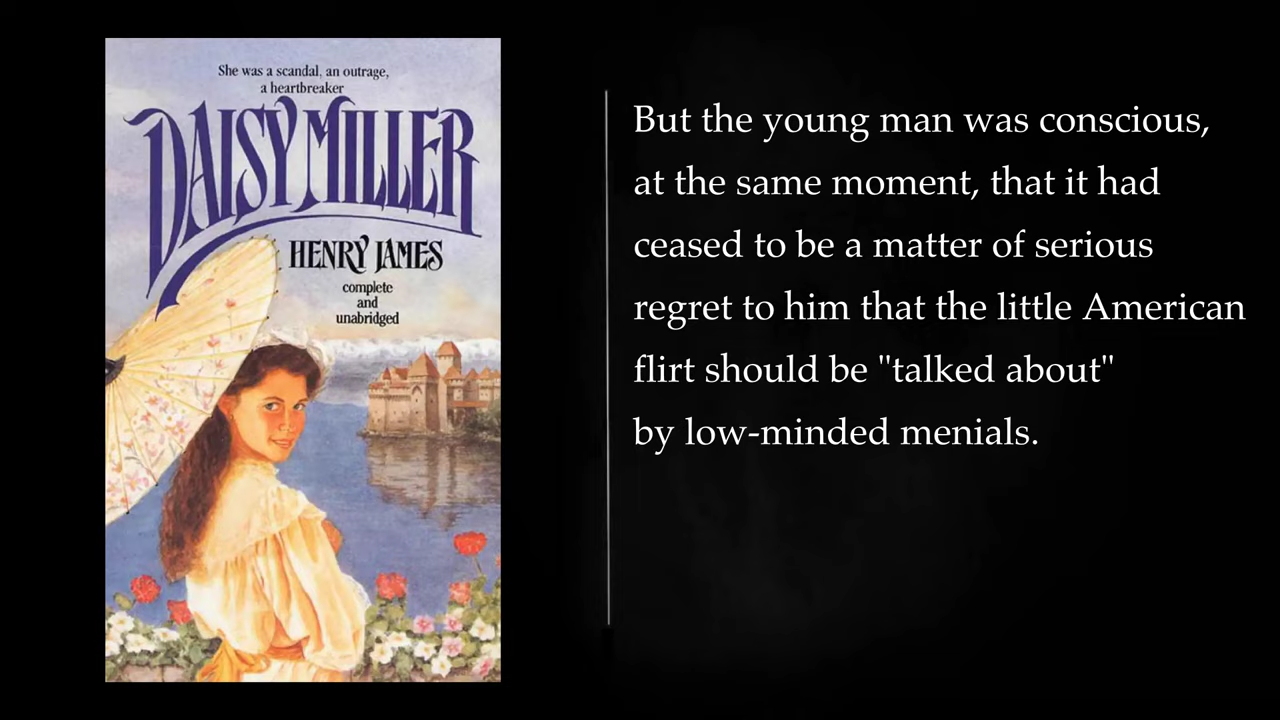 She was a scandal, an outrage,
a heartbreaker
DAISY MILLER
HENRY JAMES
complete
and
unabridged
But the young man was conscious,
at the same moment, that it had
ceased to be a matter of serious
regret to him that the little American
flirt should be "talked about"
by low-minded menials.